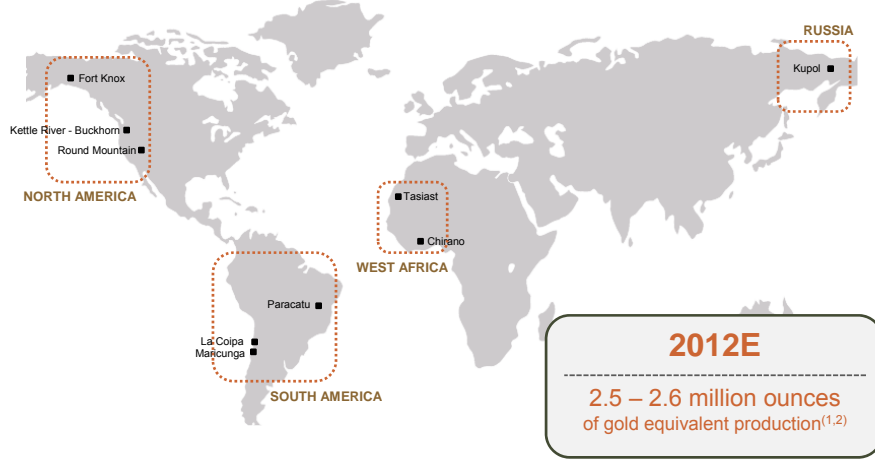 RUSSIA
Kupol
Fort Knox
Kettle River - Buckhorn
Round Mountain
NORTH AMERICA
Tasiast
Chirano
WEST AFRICA
Paracatu
La Coipa
Maricunga
SOUTH AMERICA
2012E
2.5 – 2.6 million ounces
of gold equivalent production(1,2)